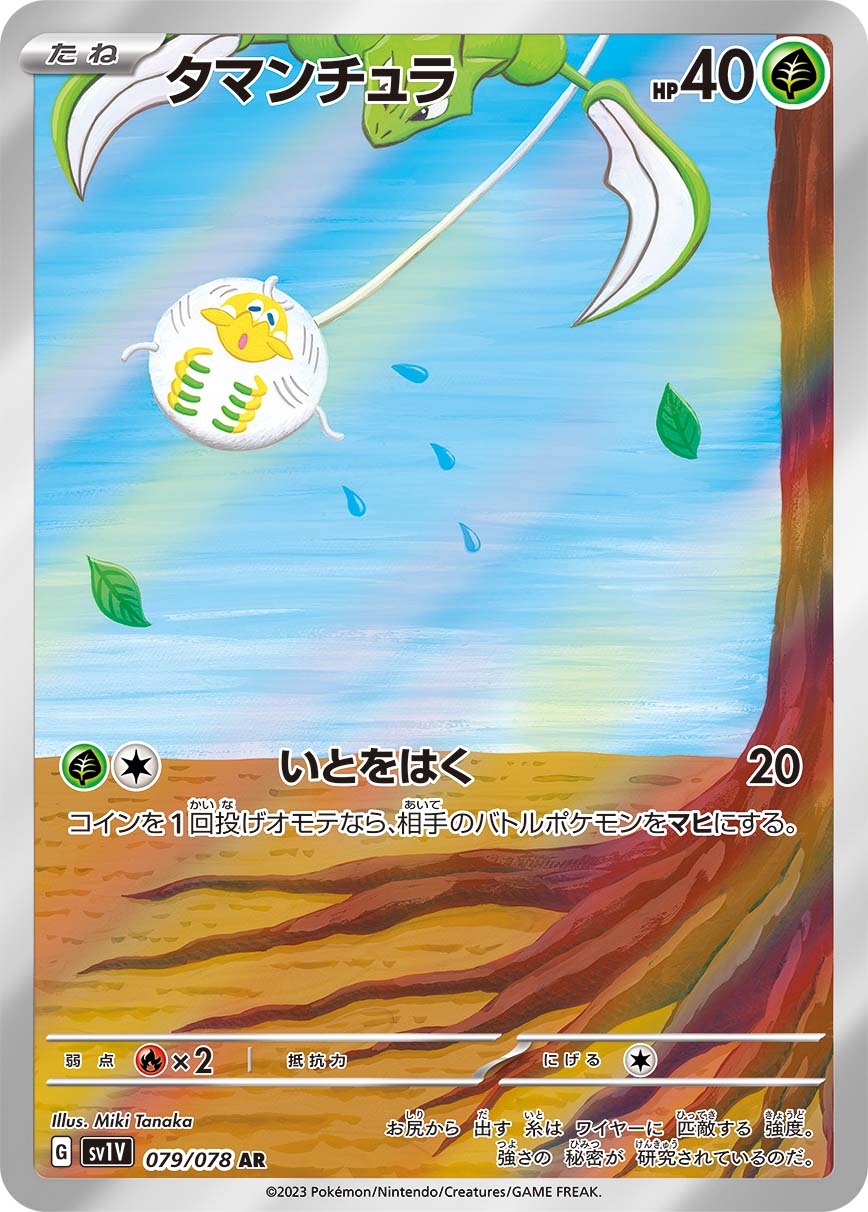 たね
タマンチュラ
HP40
いとをはく 20
コインを1回投げオモテなら、相手のバトルポケモンをマヒにする。
弱点 ×2 抵抗力 にげる
Illus. Miki Tanaka
お尻から 出す 糸は ワイヤーに 匹敵する 強度。
強さの 秘密が 研究されているのだ。
G sv1V 079/078 AR
©2023 Pokémon/Nintendo/Creatures/GAME FREAK.